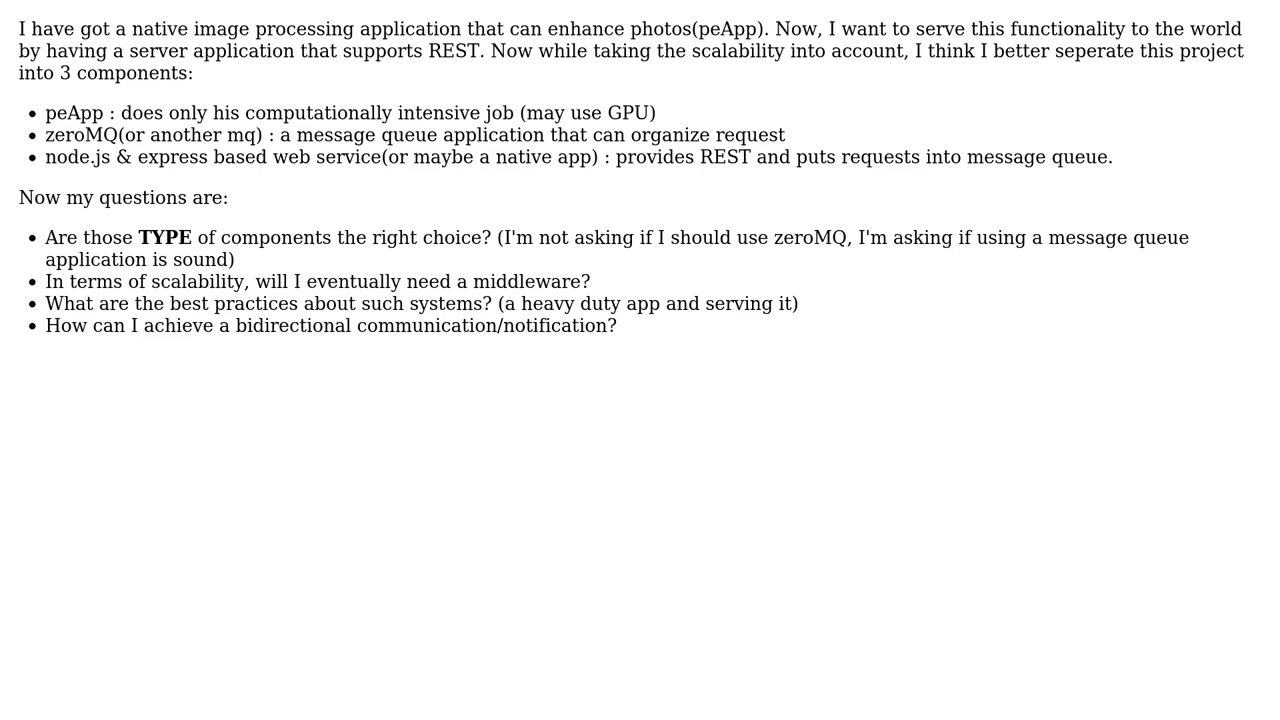 I have got a native image processing application that can enhance photos(peApp). Now, I want to serve this functionality to the world
by having a server application that supports REST. Now while taking the scalability into account, I think I better seperate this project
into 3 components:
• peApp : does only his computationally intensive job (may use GPU)
• zeroMQ(or another mq) : a message queue application that can organize request
• node.js & express based web service(or maybe a native app) : provides REST and puts requests into message queue.
Now my questions are:
• Are those TYPE of components the right choice? (I'm not asking if I should use zeroMQ, I'm asking if using a message queue
application is sound)
• In terms of scalability, will I eventually need a middleware?
• What are the best practices about such systems? (a heavy duty app and serving it)
• How can I achieve a bidirectional communication/notification?